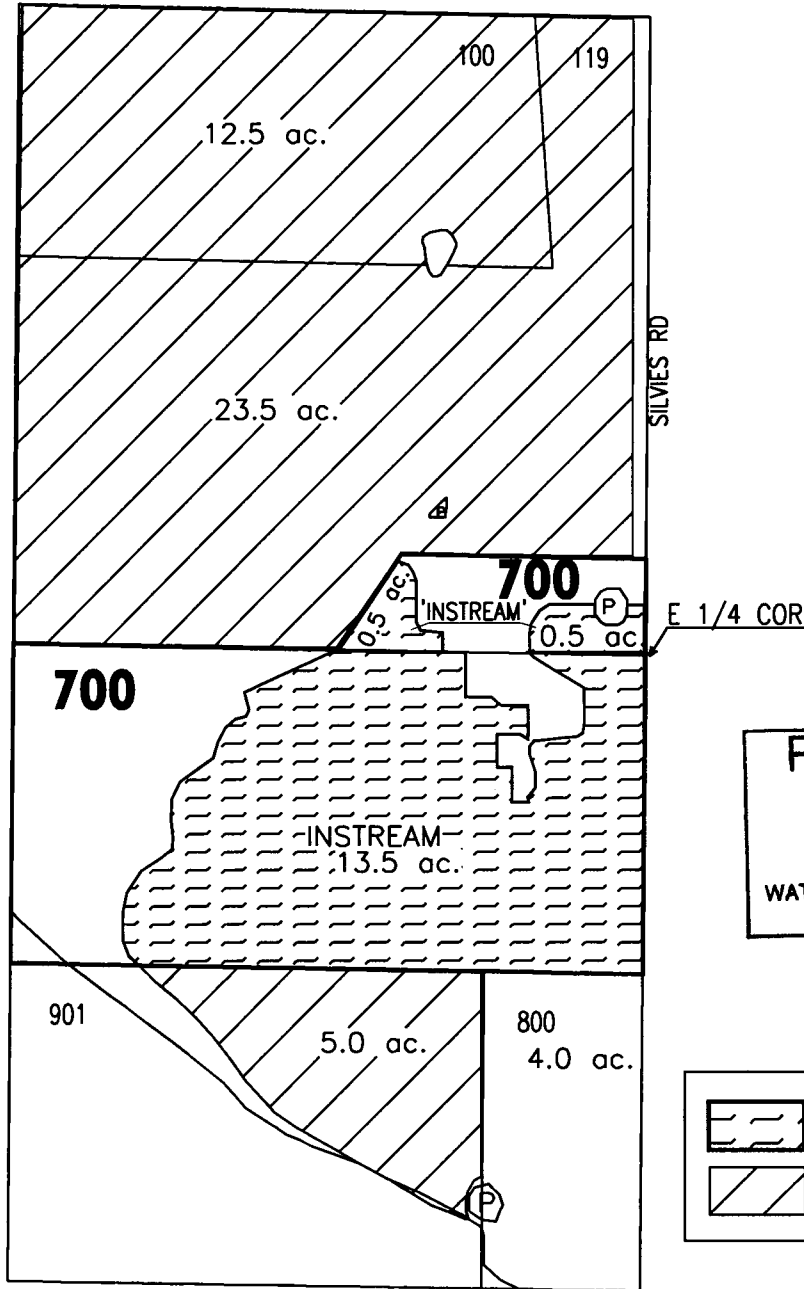 100 119
12.5 ac.
23.5 ac.
SILVIES RD
P
700
0.5 ac.
'INSTREAM'
P
0.5 ac.
E 1/4 COR
700
INSTREAM
13.5 ac.
WAT
901
5.0 ac.
800
4.0 ac.
P